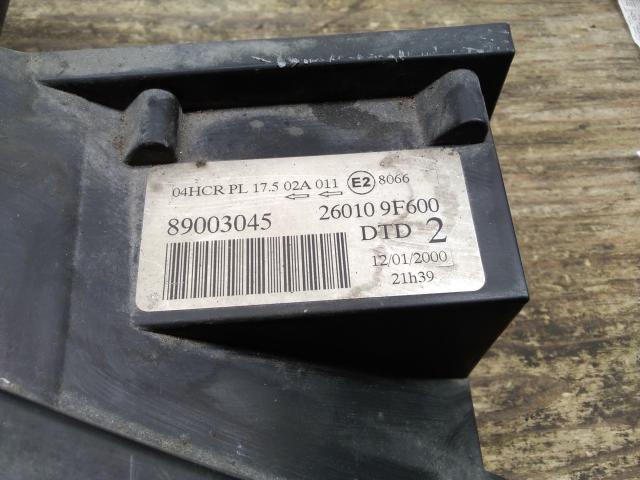 04HCR PL 17.5 02A 011 E2 8066
89003045 26010 9F600
DTD 2
12/01/2000
21h39